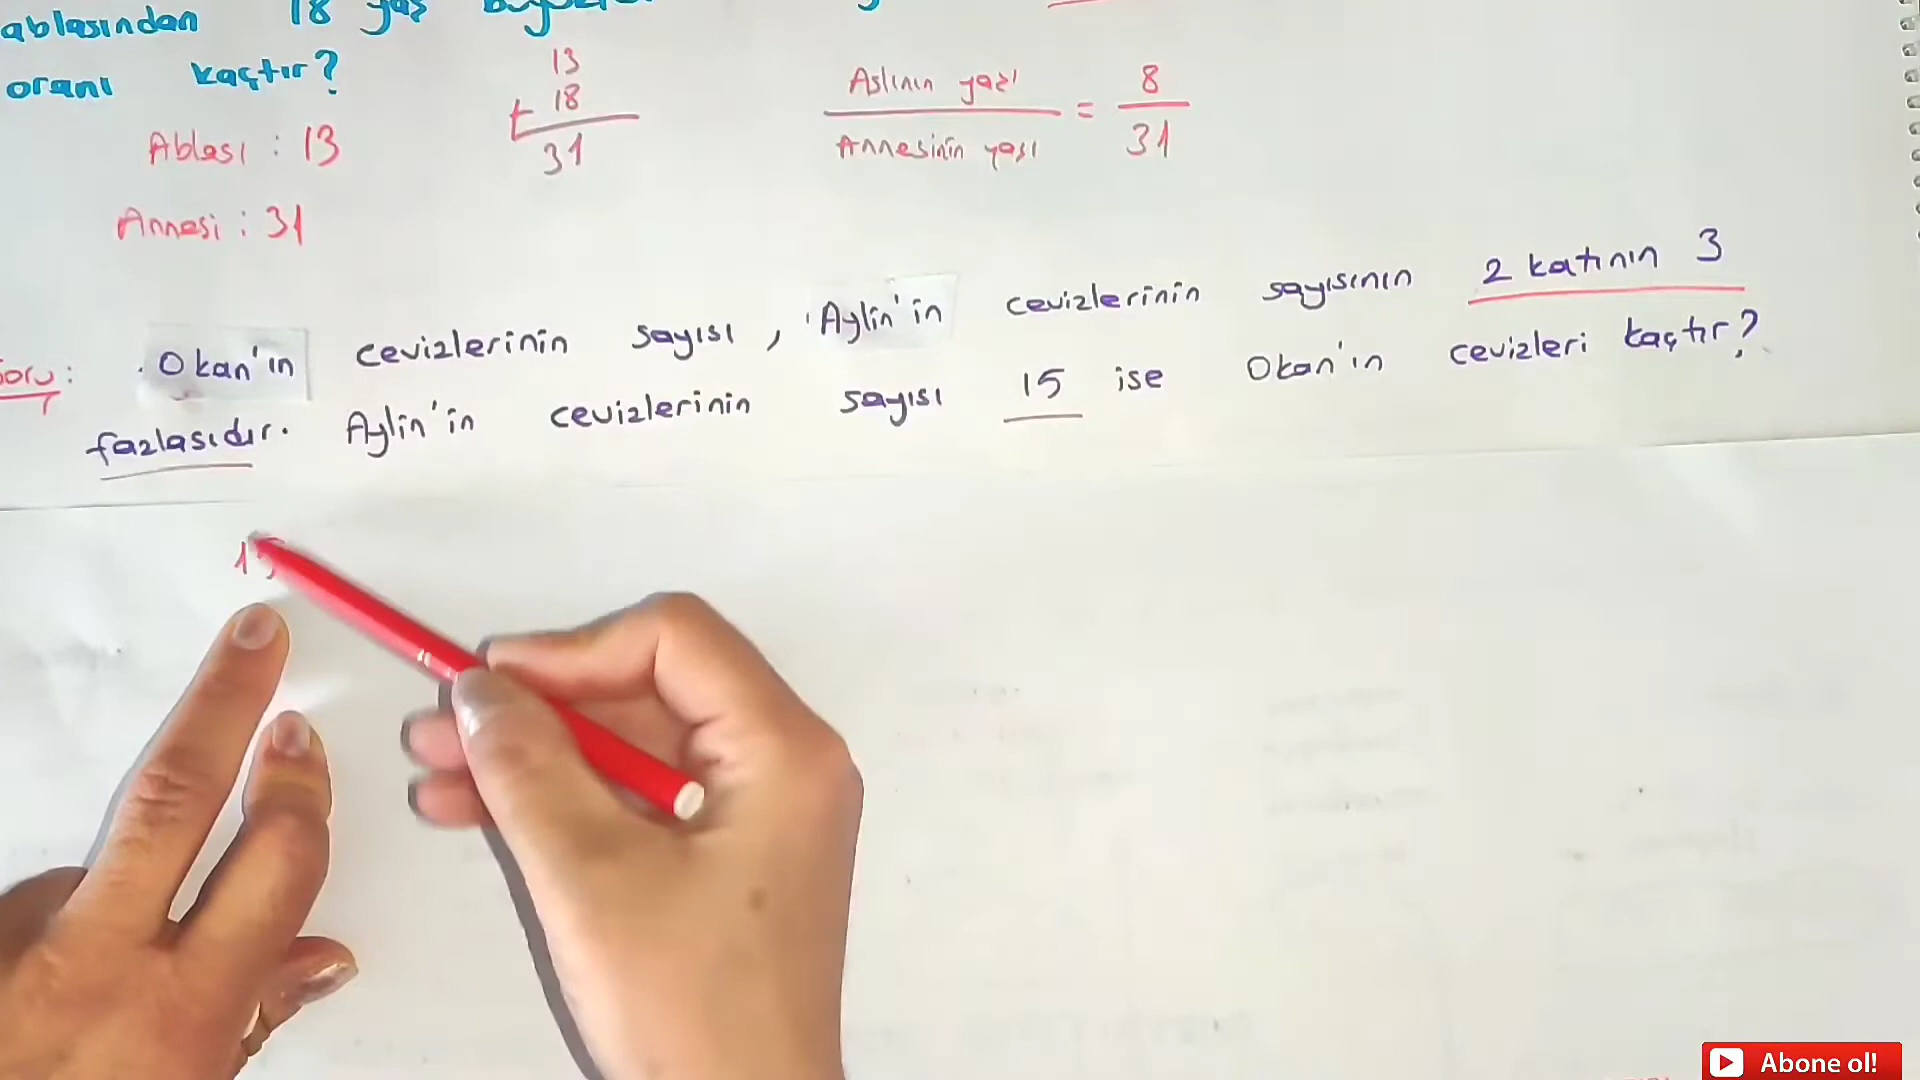 ablasından 18 yaş
oranı kaçtır?
13
+ 18
31
Aslının yaşı
Annesinin yaşı
=
8
31
Ablası : 13
Annesi : 31
Soru: Okan'ın cevizlerinin sayısı, Aylin'in cevizlerinin sayısının 2 katının 3
fazlasıdır. Aylin'in cevizlerinin sayısı 15 ise Okan'ın cevizleri kaçtır?
15
Abone ol!